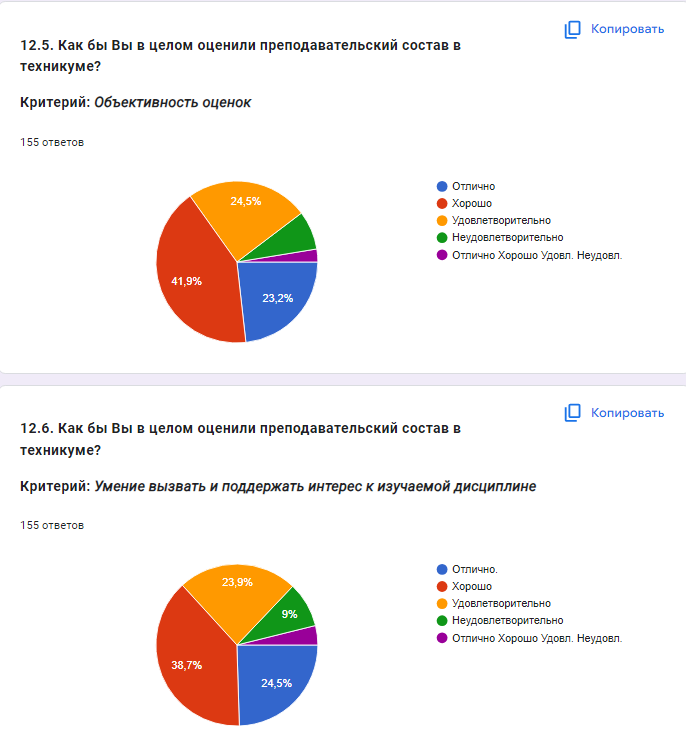 Копировать
12.5. Как бы Вы в целом оценили преподавательский состав в
техникуме?
Критерий: Объективность оценок
155 ответов
24,5%
41,9%
23,2%
Отлично
Хорошо
Удовлетворительно
Неудовлетворительно
Отлично Хорошо Удовл. Неудовл.
Копировать
12.6. Как бы Вы в целом оценили преподавательский состав в
техникуме?
Критерий: Умение вызвать и поддержать интерес к изучаемой дисциплине
155 ответов
23,9%
9%
38,7%
24,5%
Отлично.
Хорошо
Удовлетворительно
Неудовлетворительно
Отлично Хорошо Удовл. Неудовл.